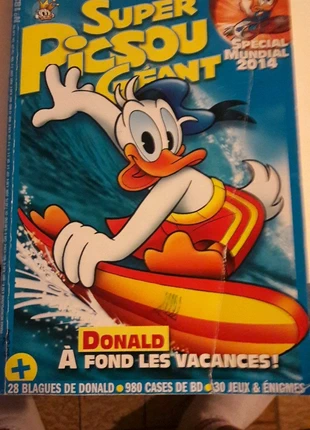 SUPER
PICSOU
GÉANT
SPÉCIAL
MUNDIAL
2014
DONALD
À FOND LES VACANCES!
+
28 BLAGUES DE DONALD • 980 CASES DE BD • 30 JEUX & ÉNIGMES